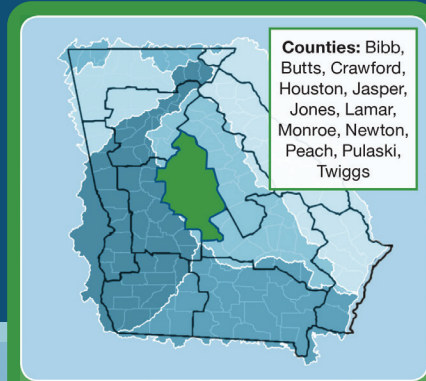 Counties: Bibb,
Butts, Crawford,
Houston, Jasper,
Jones, Lamar,
Monroe, Newton,
Peach, Pulaski,
Twiggs